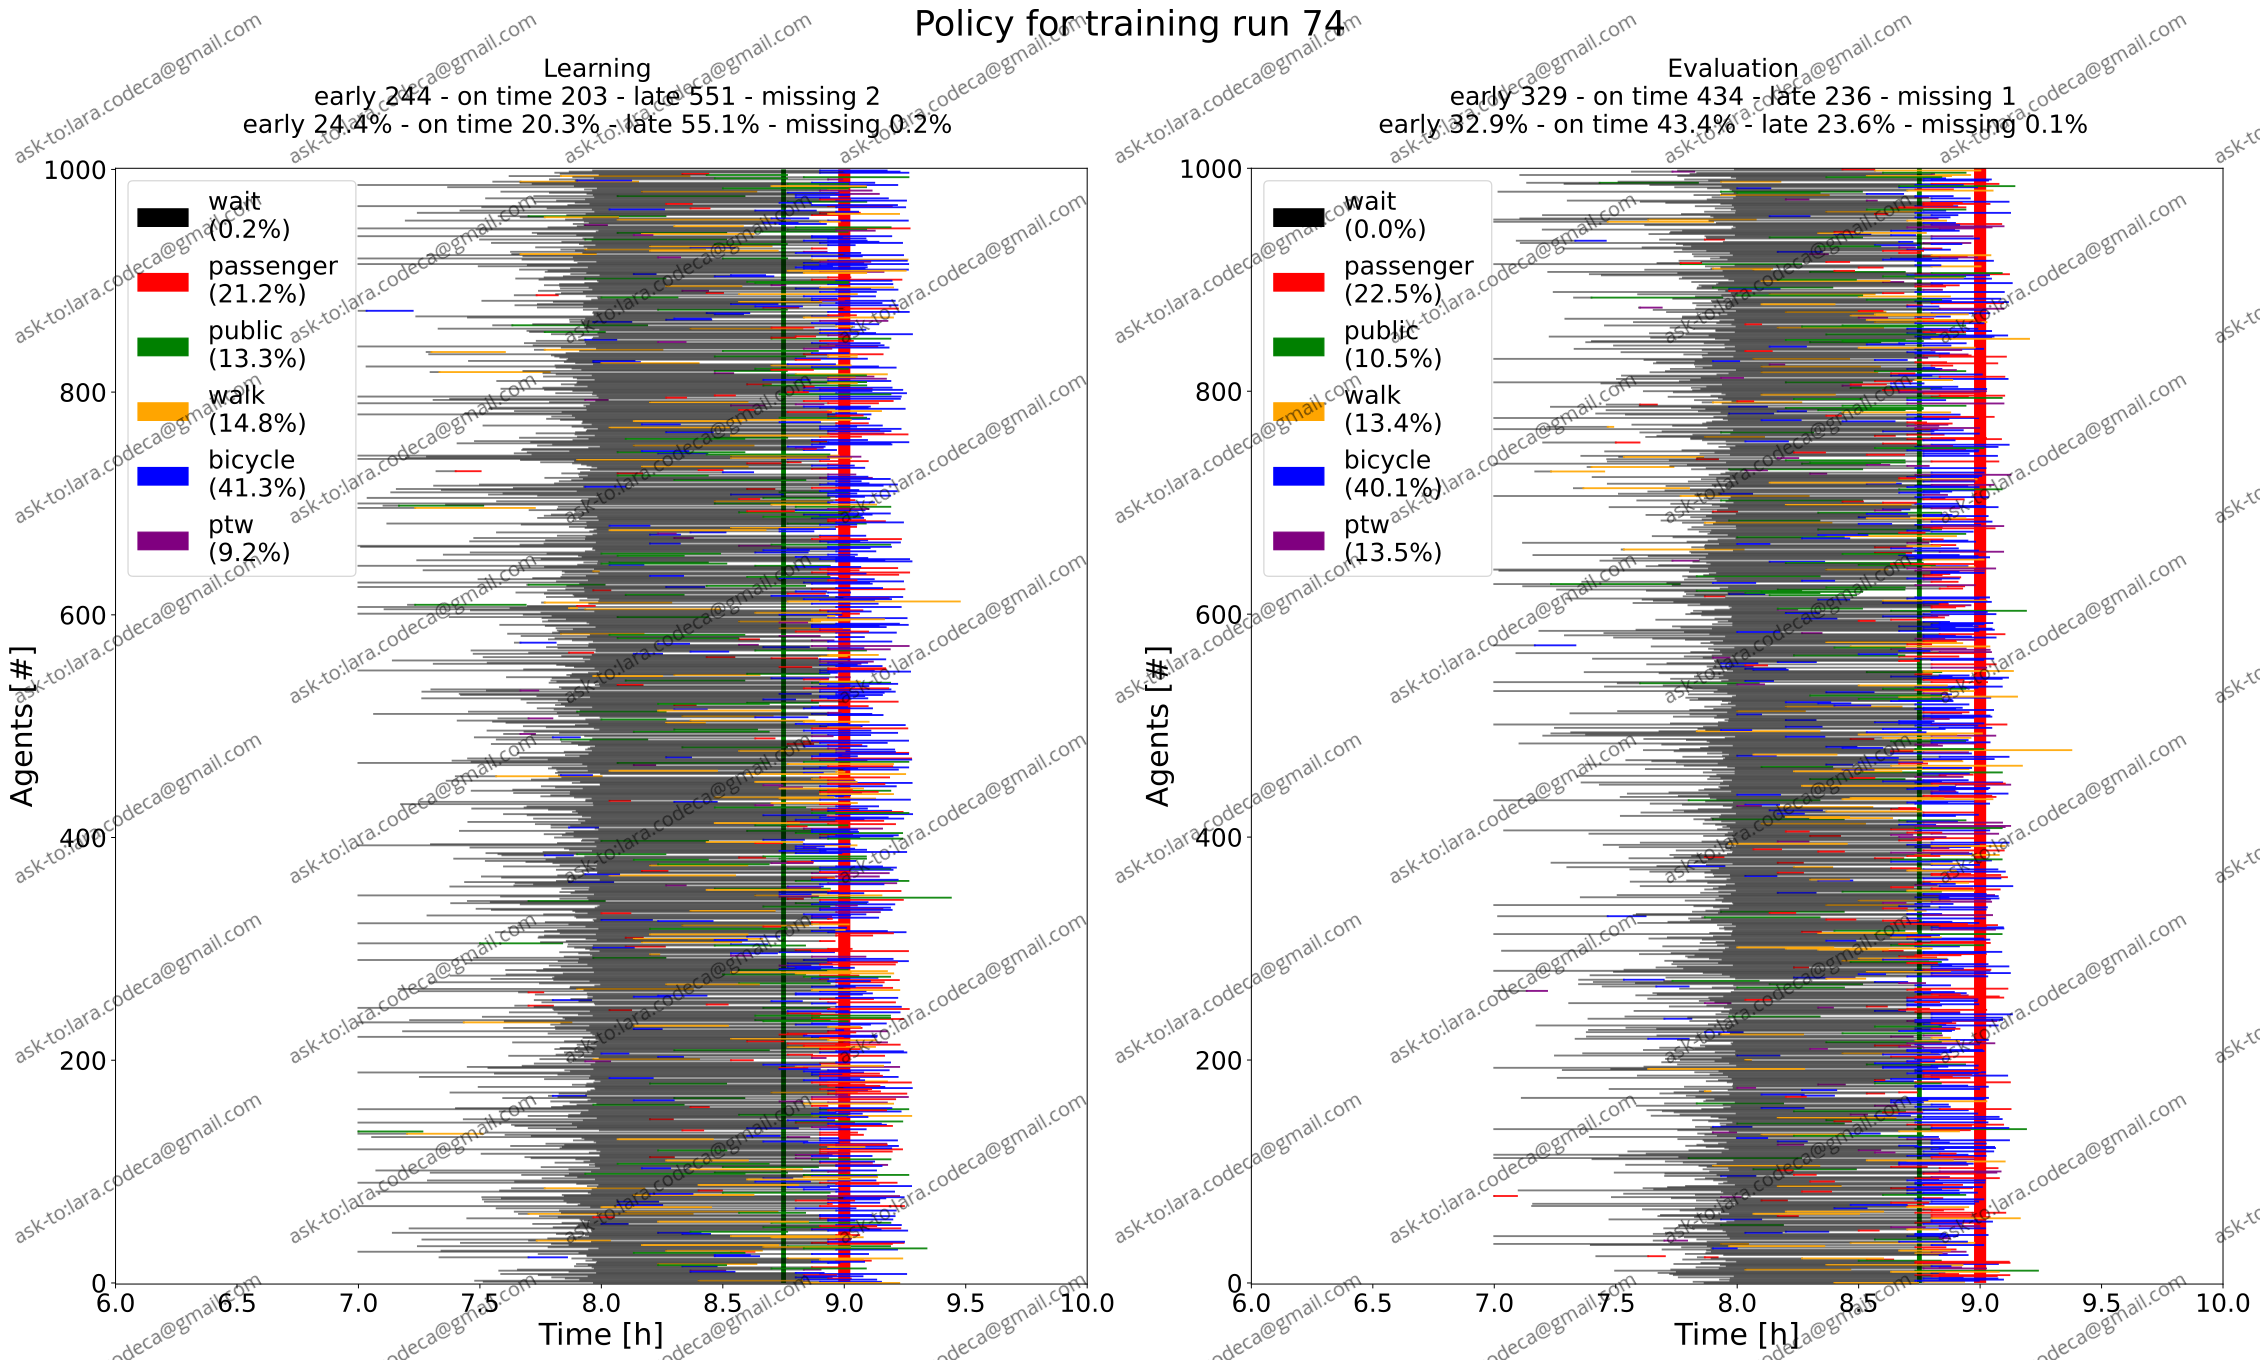 Policy for training run 74
Learning
early 244 - on time 203 - late 551 - missing 2
early 24.4% - on time 20.3% - late 55.1% - missing 0.2%
1000
800
600
400
200
0
Agents [#]
wait
(0.2%)
passenger
(21.2%)
public
(13.3%)
walk
(14.8%)
bicycle
(41.3%)
ptw
(9.2%)
6.0 6.5 7.0 7.5 8.0 8.5 9.0 9.5 10.0
Time [h]
Evaluation
early 329 - on time 434 - late 236 - missing 1
early 32.9% - on time 43.4% - late 23.6% - missing 0.1%
1000
800
600
400
200
0
Agents [#]
wait
(0.0%)
passenger
(22.5%)
public
(10.5%)
walk
(13.4%)
bicycle
(40.1%)
ptw
(13.5%)
6.0 6.5 7.0 7.5 8.0 8.5 9.0 9.5 10.0
Time [h]
ask-to:lara.codeca@gmail.com